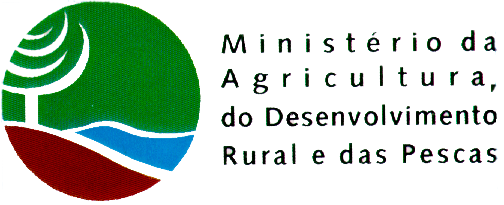 Ministério da
Agricultura,
do Desenvolvimento
Rural e das Pescas